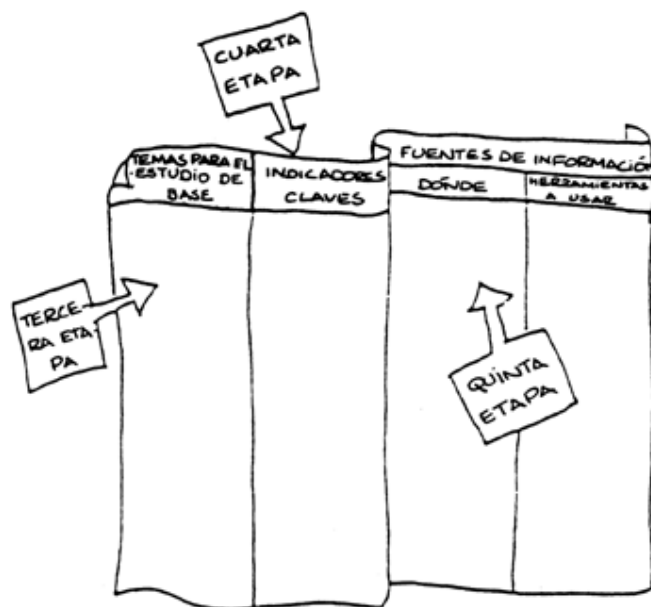 CUARTA
ETAPA
TEMAS PARA EL
ESTUDIO DE
BASE
INDICADORES
CLAVES
FUENTES DE INFORMACIÓN
DÓNDE
HERRAMIENTAS
A USAR
TERCE-
RA ETA-
PA
QUINTA
ETAPA